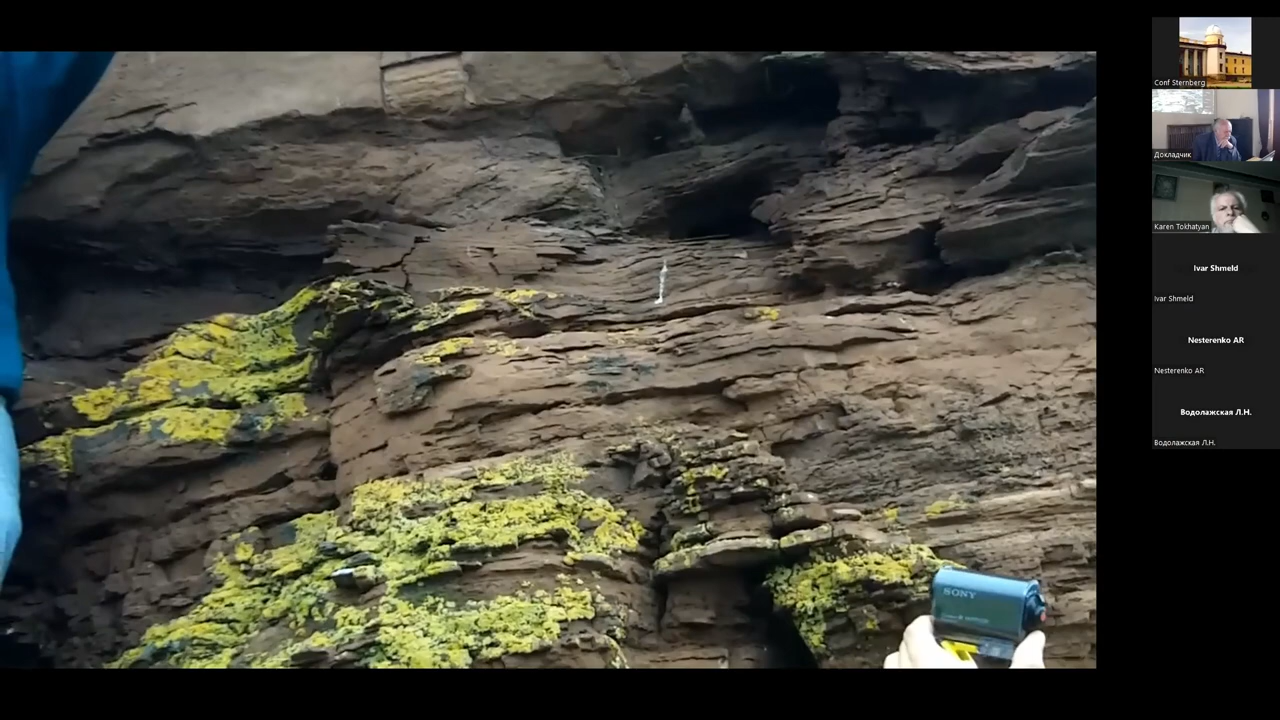 SONY
Conf Sternberg
Докладчик
Karen Tokhatyan
Ivar Shmeld
Ivar Shmeld
Nesterenko AR
Nesterenko AR
Водолажская Л.Н.
Водолажская Л.Н.